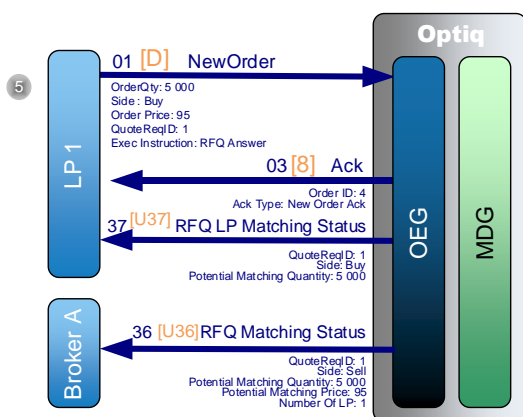 Optiq
5
01 [D] NewOrder
OrderQty: 5 000
Side : Buy
Order Price: 95
QuoteReqID: 1
Exec Instruction: RFQ Answer
LP 1
03 [8] Ack
Order ID: 4
Ack Type: New Order Ack
37 [U37] RFQ LP Matching Status
QuoteReqID: 1
Side: Buy
Potential Matching Quantity: 5 000
OEG
MDG
Broker A
36 [U36] RFQ Matching Status
QuoteReqID: 1
Side: Sell
Potential Matching Quantity: 5 000
Potential Matching Price: 95
Number Of LP: 1